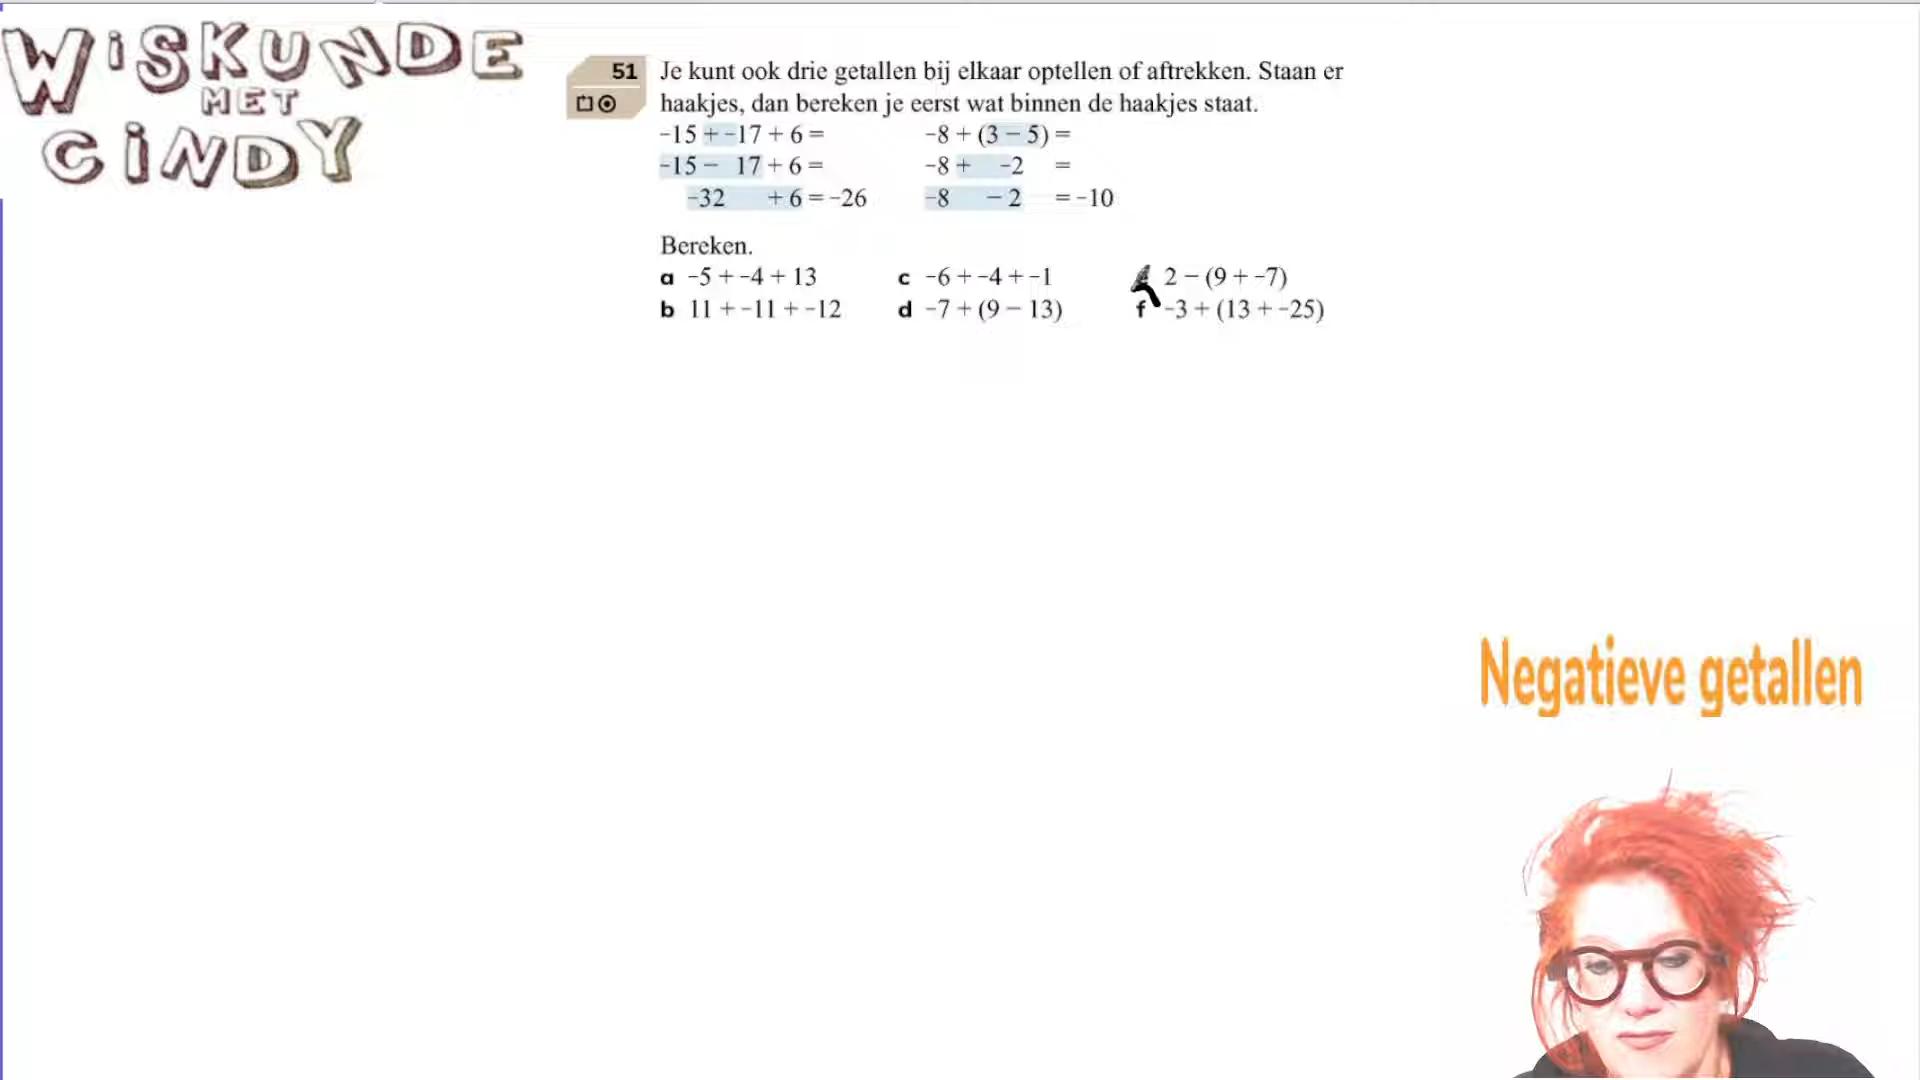 WiSKUNDE
MET
CiNDY
51 Je kunt ook drie getallen bij elkaar optellen of aftrekken. Staan er
haakjes, dan bereken je eerst wat binnen de haakjes staat.
-15 + -17 + 6 = -8 + (3 − 5) =
-15 − 17 + 6 = -8 + -2 =
-32 + 6 = -26 -8 − 2 = -10
Bereken.
a -5 + -4 + 13 c -6 + -4 + -1 2 − (9 + -7)
b 11 + -11 + -12 d -7 + (9 − 13) f -3 + (13 + -25)
Negatieve getallen